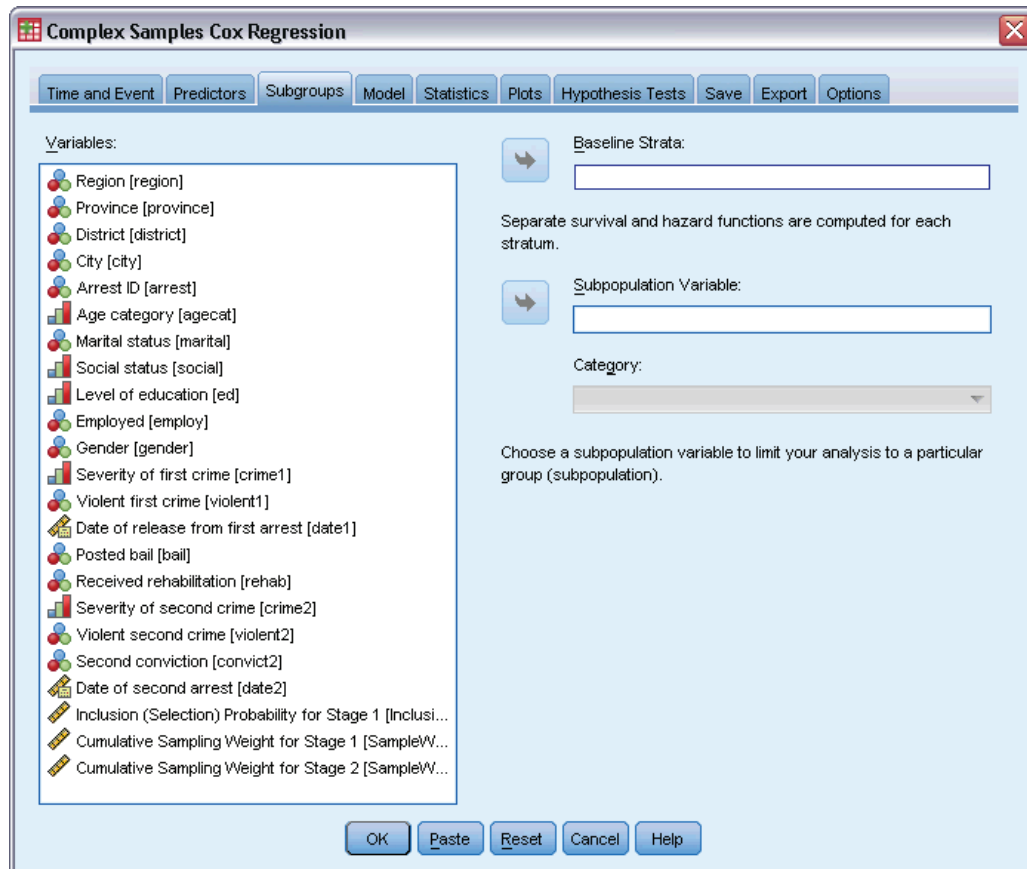 Complex Samples Cox Regression
Time and Event Predictors Subgroups Model Statistics Plots Hypothesis Tests Save Export Options
Variables:
Region [region]
Province [province]
District [district]
City [city]
Arrest ID [arrest]
Age category [agecat]
Marital status [marital]
Social status [social]
Level of education [ed]
Employed [employ]
Gender [gender]
Severity of first crime [crime1]
Violent first crime [violent1]
Date of release from first arrest [date1]
Posted bail [bail]
Received rehabilitation [rehab]
Severity of second crime [crime2]
Violent second crime [violent2]
Second conviction [convict2]
Date of second arrest [date2]
Inclusion (Selection) Probability for Stage 1 [Inclusi...
Cumulative Sampling Weight for Stage 1 [SampleW...
Cumulative Sampling Weight for Stage 2 [SampleW...
Baseline Strata:
Separate survival and hazard functions are computed for each
stratum.
Subpopulation Variable:
Category:
Choose a subpopulation variable to limit your analysis to a particular
group (subpopulation).
OK Paste Reset Cancel Help